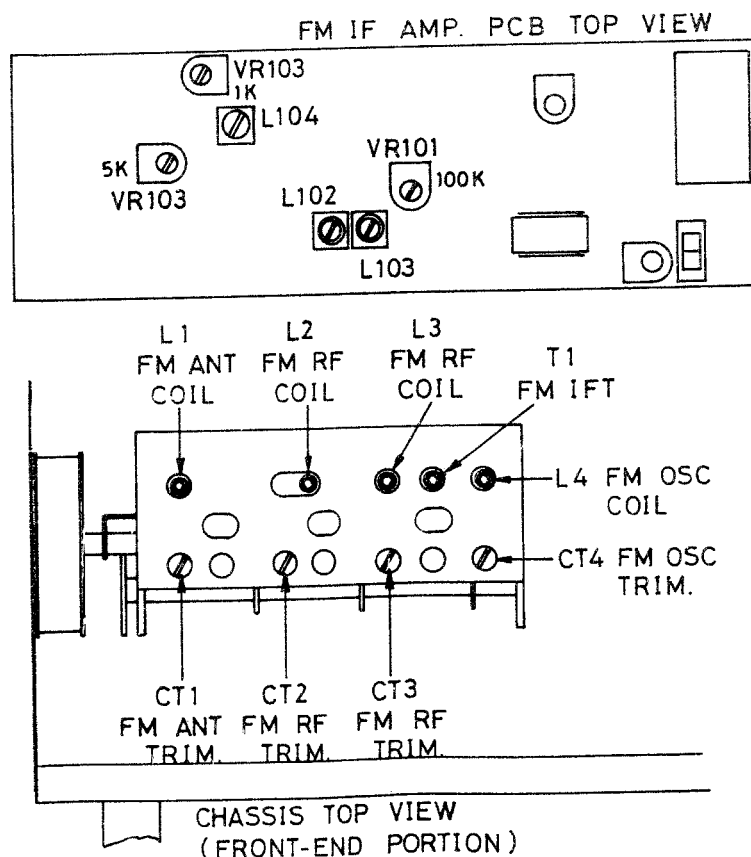 FM IF AMP. PCB TOP VIEW
VR103
1K
L104
5K
VR103
VR101
100K
L102
L103
L1
FM ANT
COIL
L2
FM RF
COIL
L3
FM RF
COIL
T1
FM IFT
L4 FM OSC
COIL
CT4 FM OSC
TRIM.
CT1
FM ANT
TRIM.
CT2
FM RF
TRIM.
CT3
FM RF
TRIM.
CHASSIS TOP VIEW
(FRONT-END PORTION)